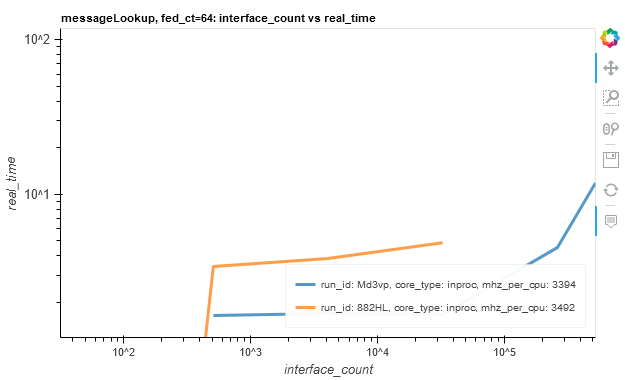 messageLookup, fed_ct=64: interface_count vs real_time
10^2
10^1
real_time
10^2
10^3
10^4
10^5
interface_count
run_id: Md3vp, core_type: inproc, mhz_per_cpu: 3394
run_id: 882HL, core_type: inproc, mhz_per_cpu: 3492